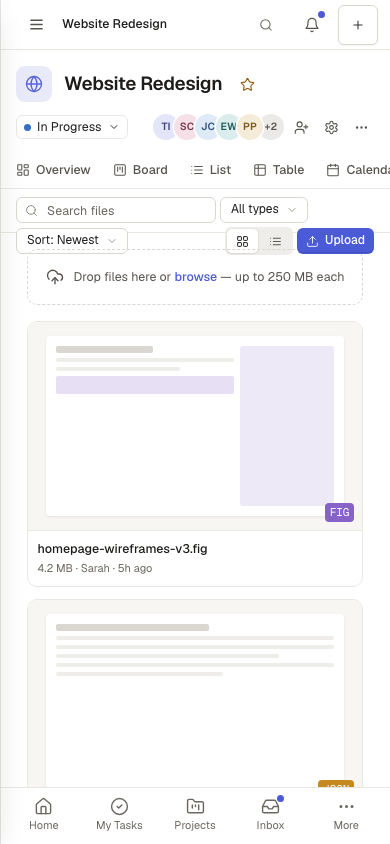 Website Redesign
Website Redesign
In Progress
TI SC JC EW PP +2
Overview Board List Table Calenda
Search files All types
Sort: Newest Upload
Drop files here or browse — up to 250 MB each
FIG
homepage-wireframes-v3.fig
4.2 MB · Sarah · 5h ago
Home My Tasks Projects Inbox More